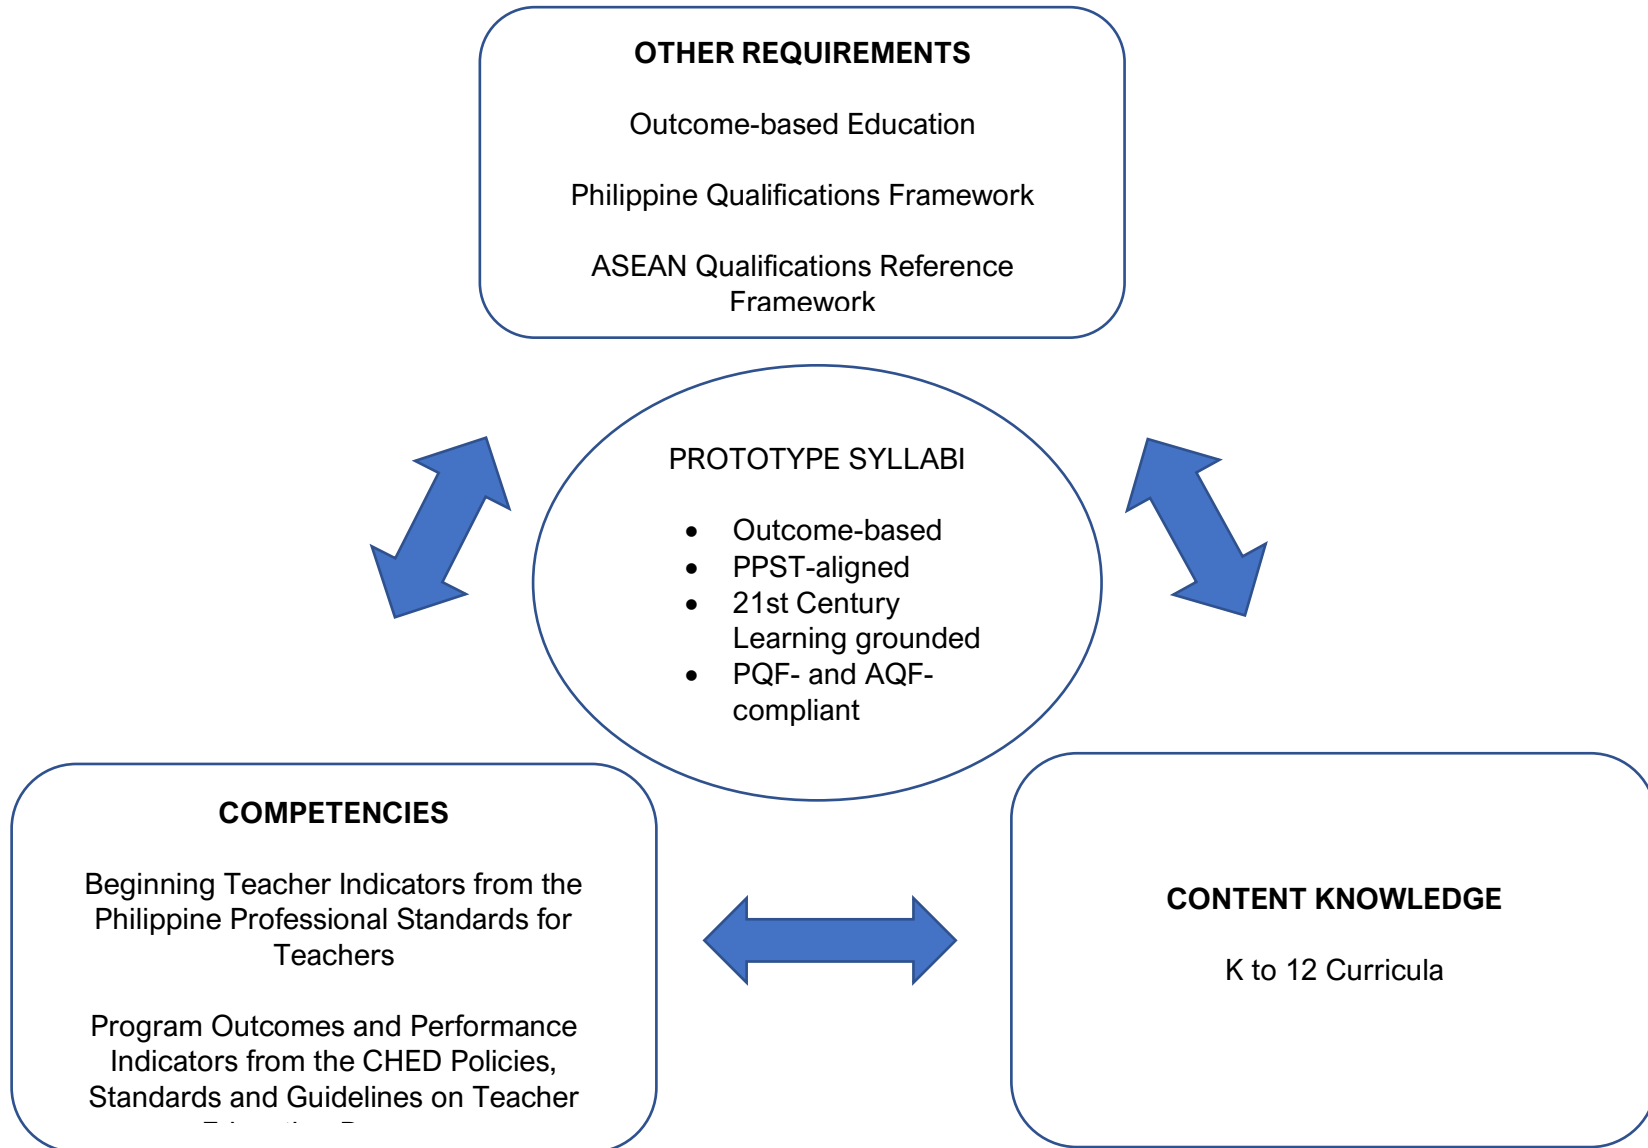 OTHER REQUIREMENTS
Outcome-based Education
Philippine Qualifications Framework
ASEAN Qualifications Reference
Framework
PROTOTYPE SYLLABI
• Outcome-based
• PPST-aligned
• 21st Century
Learning grounded
• PQF- and AQF-
compliant
COMPETENCIES
Beginning Teacher Indicators from the
Philippine Professional Standards for
Teachers
Program Outcomes and Performance
Indicators from the CHED Policies,
Standards and Guidelines on Teacher
CONTENT KNOWLEDGE
K to 12 Curricula